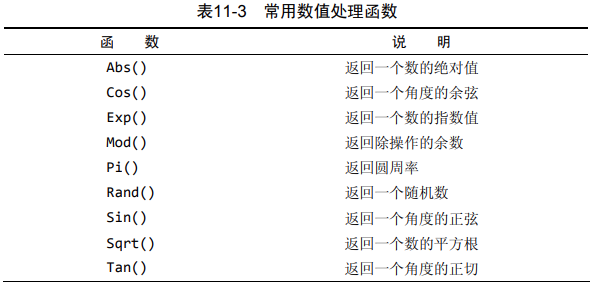 表11-3 常用数值处理函数
函 数 说 明
Abs() 返回一个数的绝对值
Cos() 返回一个角度的余弦
Exp() 返回一个数的指数值
Mod() 返回除操作的余数
Pi() 返回圆周率
Rand() 返回一个随机数
Sin() 返回一个角度的正弦
Sqrt() 返回一个数的平方根
Tan() 返回一个角度的正切